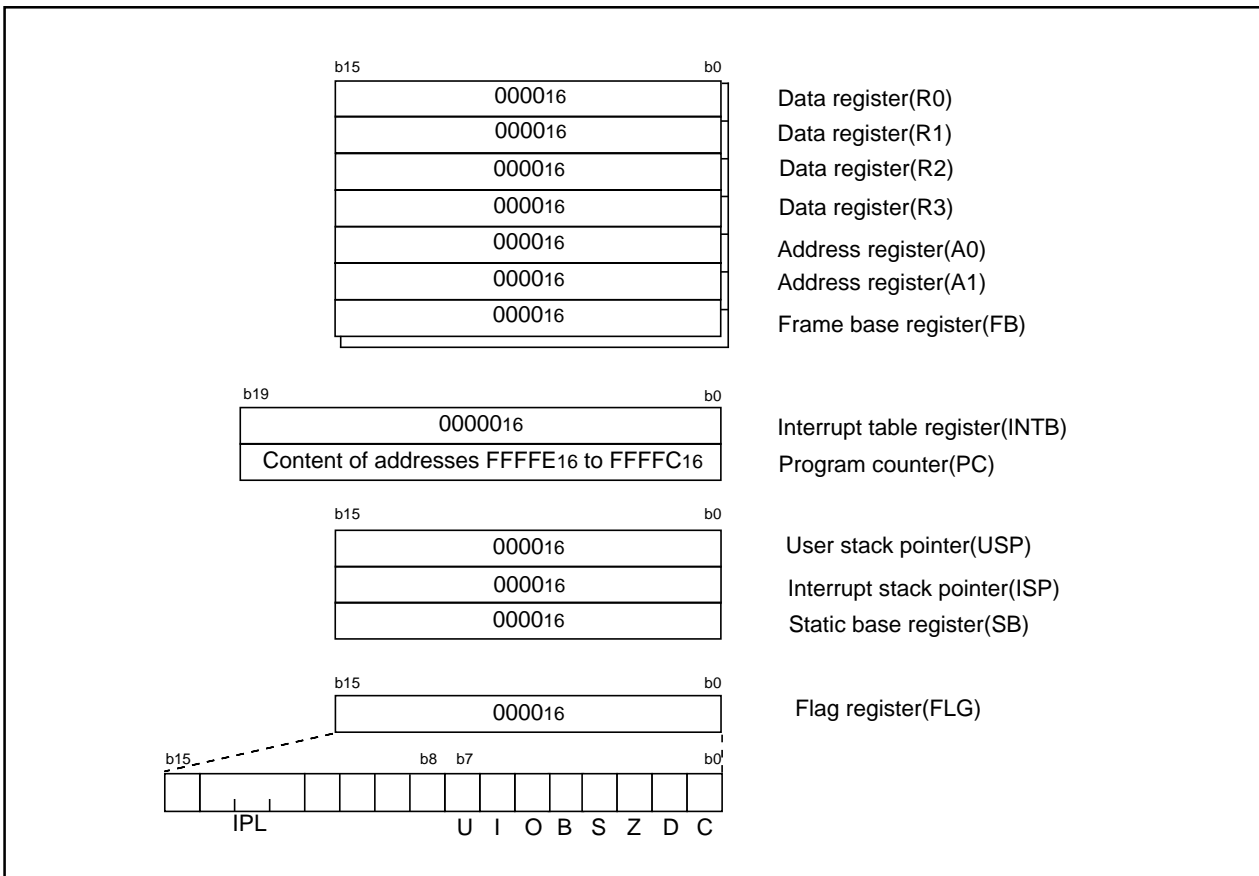 b15 b0
000016 Data register(R0)
000016 Data register(R1)
000016 Data register(R2)
000016 Data register(R3)
000016 Address register(A0)
000016 Address register(A1)
000016 Frame base register(FB)
b19 b0
0000016 Interrupt table register(INTB)
Content of addresses FFFFE16 to FFFFC16 Program counter(PC)
b15 b0
000016 User stack pointer(USP)
000016 Interrupt stack pointer(ISP)
000016 Static base register(SB)
b15 b0
000016 Flag register(FLG)
b15 b8 b7 b0
IPL U I O B S Z D C